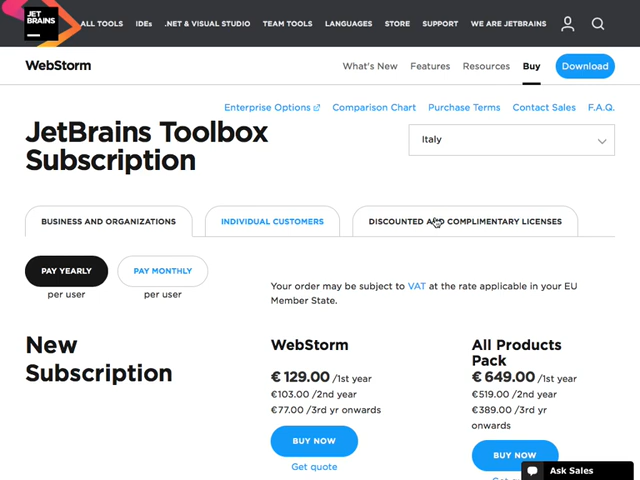 JET
BRAINS
ALL TOOLS IDEs .NET & VISUAL STUDIO TEAM TOOLS LANGUAGES STORE SUPPORT WE ARE JETBRAINS
WebStorm What's New Features Resources Buy Download
Enterprise Options Comparison Chart Purchase Terms Contact Sales F.A.Q.
JetBrains Toolbox
Subscription
Italy
BUSINESS AND ORGANIZATIONS INDIVIDUAL CUSTOMERS DISCOUNTED AND COMPLIMENTARY LICENSES
PAY YEARLY PAY MONTHLY
per user per user
Your order may be subject to VAT at the rate applicable in your EU
Member State.
New
Subscription
WebStorm
€ 129.00 /1st year
€103.00 /2nd year
€77.00 /3rd yr onwards
BUY NOW
Get quote
All Products
Pack
€ 649.00 /1st year
€519.00 /2nd year
€389.00 /3rd yr
onwards
BUY NOW
Ask Sales